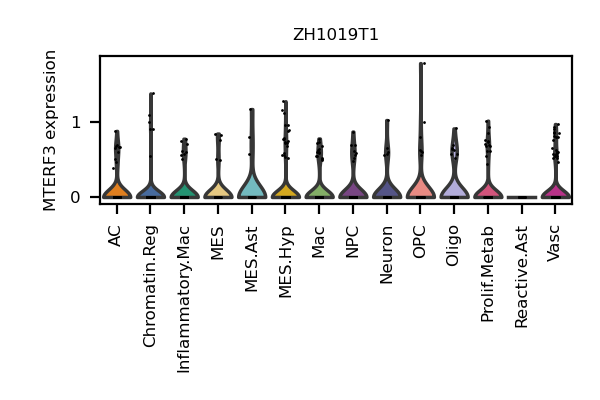 ZH1019T1
MTERF3 expression
1
0
AC
Chromatin.Reg
Inflammatory.Mac
MES
MES.Ast
MES.Hyp
Mac
NPC
Neuron
OPC
Oligo
Prolif.Metab
Reactive.Ast
Vasc